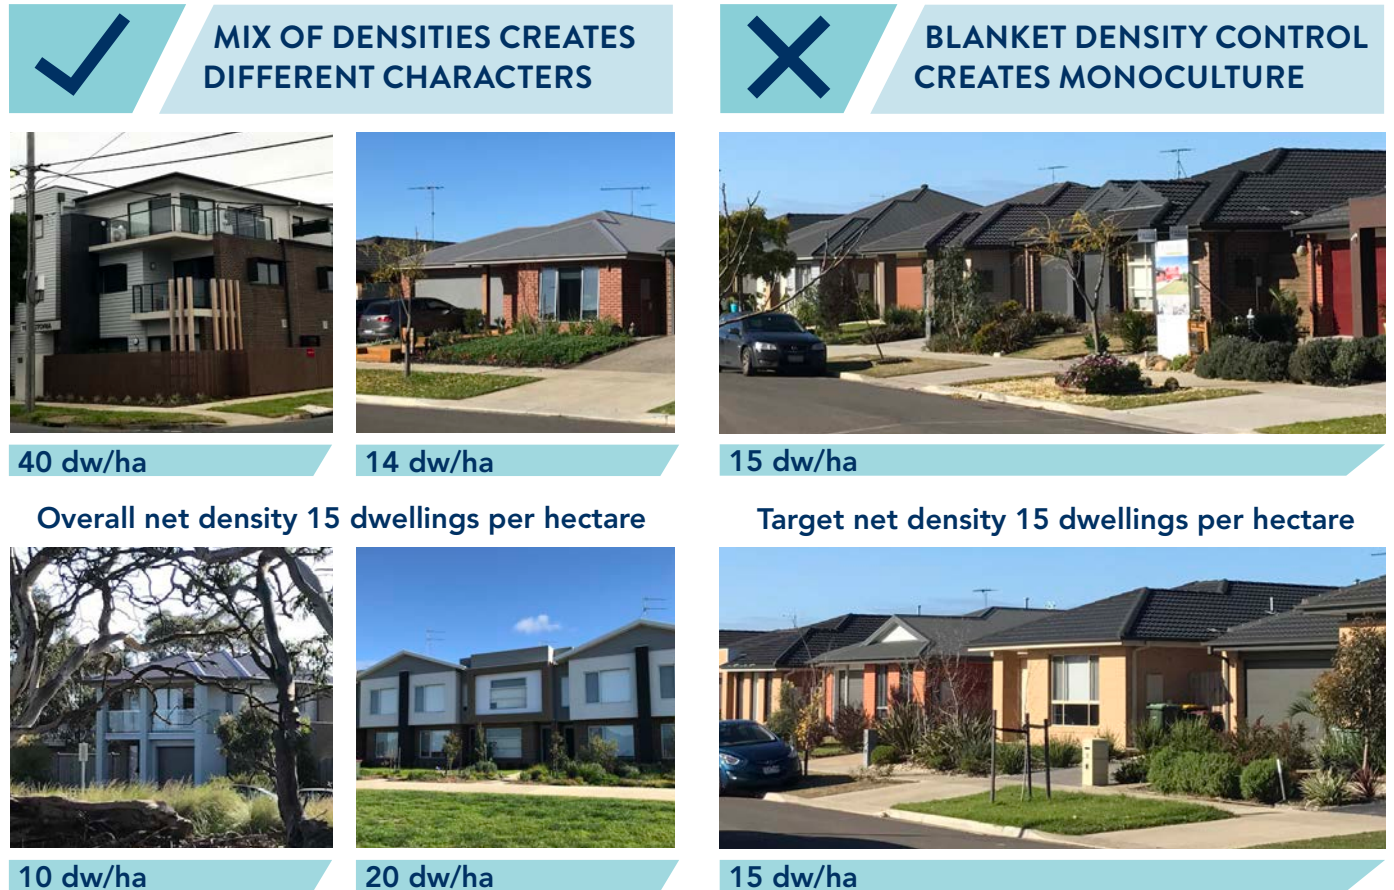 MIX OF DENSITIES CREATES
DIFFERENT CHARACTERS
BLANKET DENSITY CONTROL
CREATES MONOCULTURE
40 dw/ha
14 dw/ha
15 dw/ha
Overall net density 15 dwellings per hectare
Target net density 15 dwellings per hectare
10 dw/ha
20 dw/ha
15 dw/ha